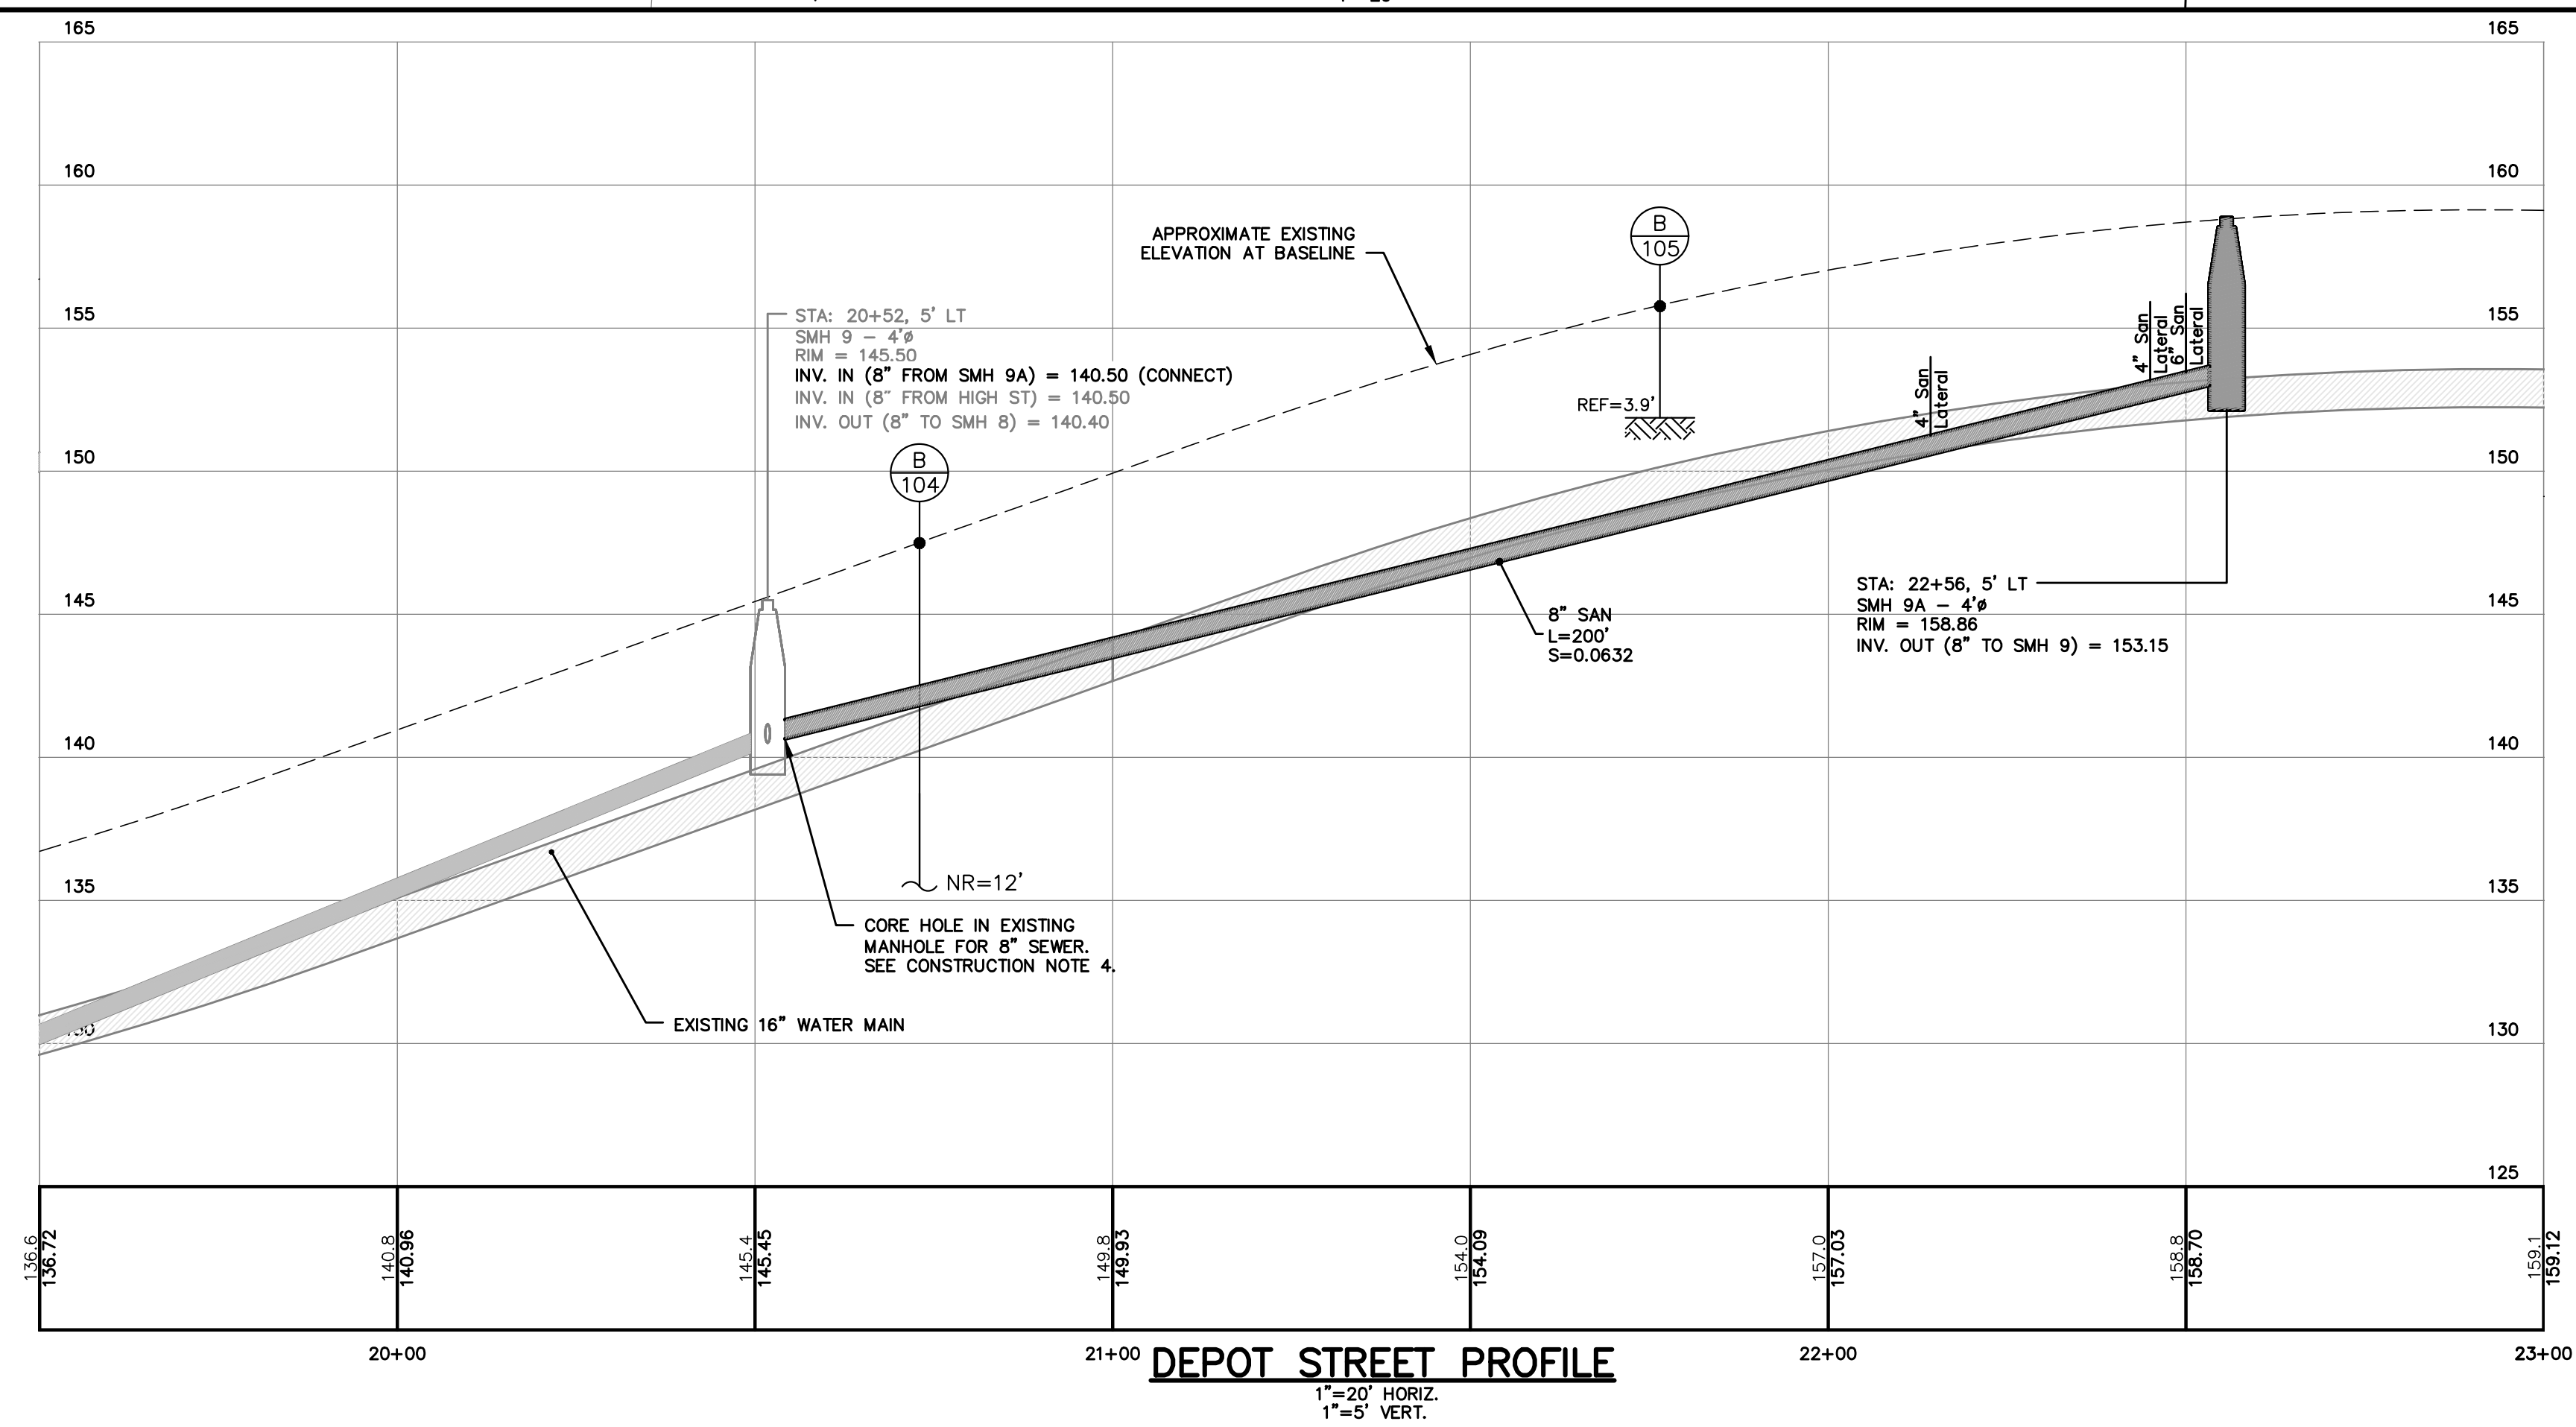 165
165
160
160
155
155
150
150
145
145
140
140
135
135
130
130
125
APPROXIMATE EXISTING
ELEVATION AT BASELINE
B
105
REF=3.9'
STA: 20+52, 5' LT
SMH 9 – 4'ø
RIM = 145.50
INV. IN (8" FROM SMH 9A) = 140.50 (CONNECT)
INV. IN (8" FROM HIGH ST) = 140.50
INV. OUT (8" TO SMH 8) = 140.40
B
104
NR=12'
4" San
Lateral
4" San
Lateral
6" San
Lateral
8" SAN
L=200'
S=0.0632
STA: 22+56, 5' LT
SMH 9A – 4'ø
RIM = 158.86
INV. OUT (8" TO SMH 9) = 153.15
CORE HOLE IN EXISTING
MANHOLE FOR 8" SEWER.
SEE CONSTRUCTION NOTE 4.
EXISTING 16" WATER MAIN
136.6
136.72
140.8
140.96
145.4
145.45
149.8
149.93
154.0
154.09
157.0
157.03
158.8
158.70
159.1
159.12
20+00
21+00
22+00
23+00
DEPOT STREET PROFILE
1"=20' HORIZ.
1"=5' VERT.